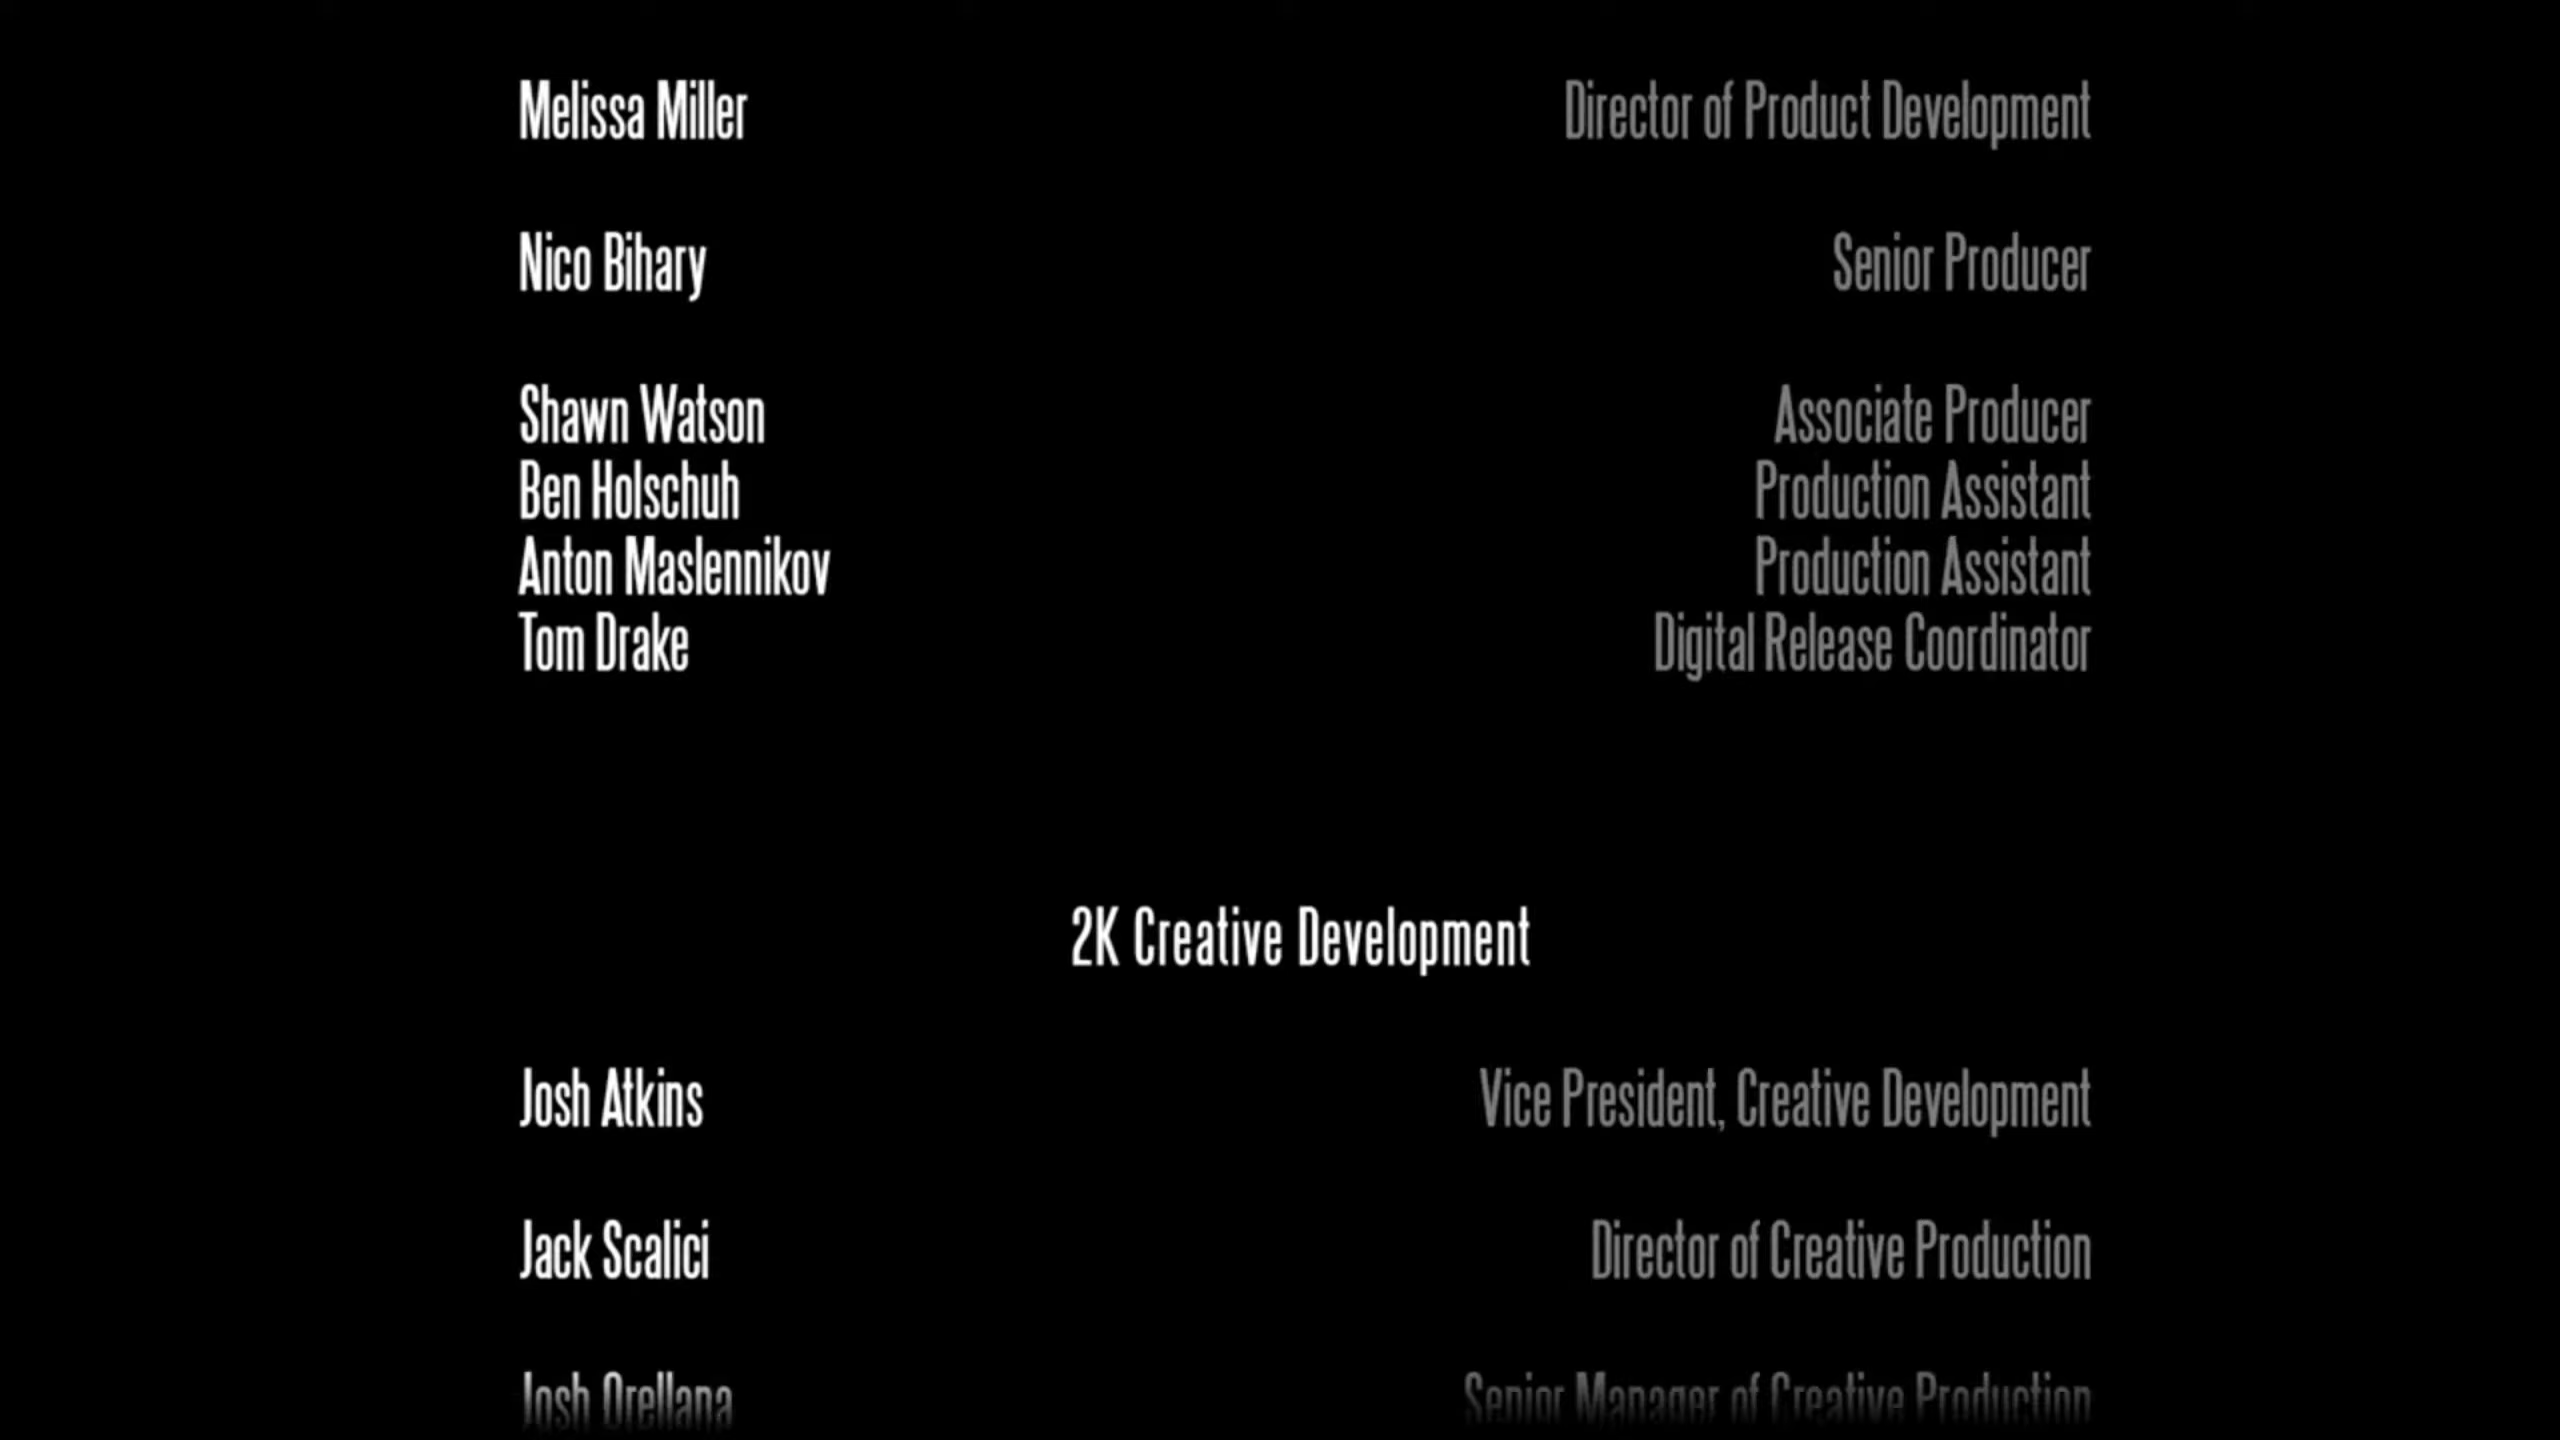 Melissa Miller Director of Product Development
Nico Bihary Senior Producer
Shawn Watson Associate Producer
Ben Holschuh Production Assistant
Anton Maslennikov Production Assistant
Tom Drake Digital Release Coordinator
2K Creative Development
Josh Atkins Vice President, Creative Development
Jack Scalici Director of Creative Production
Josh Orellana Senior Manager of Creative Production